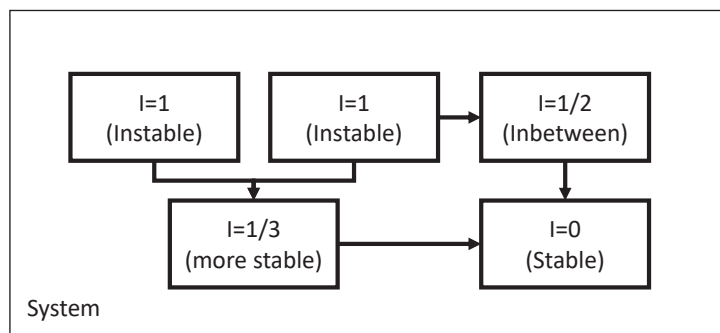 I=1
(Instable)
I=1
(Instable)
I=1/2
(Inbetween)
I=1/3
(more stable)
I=0
(Stable)
System